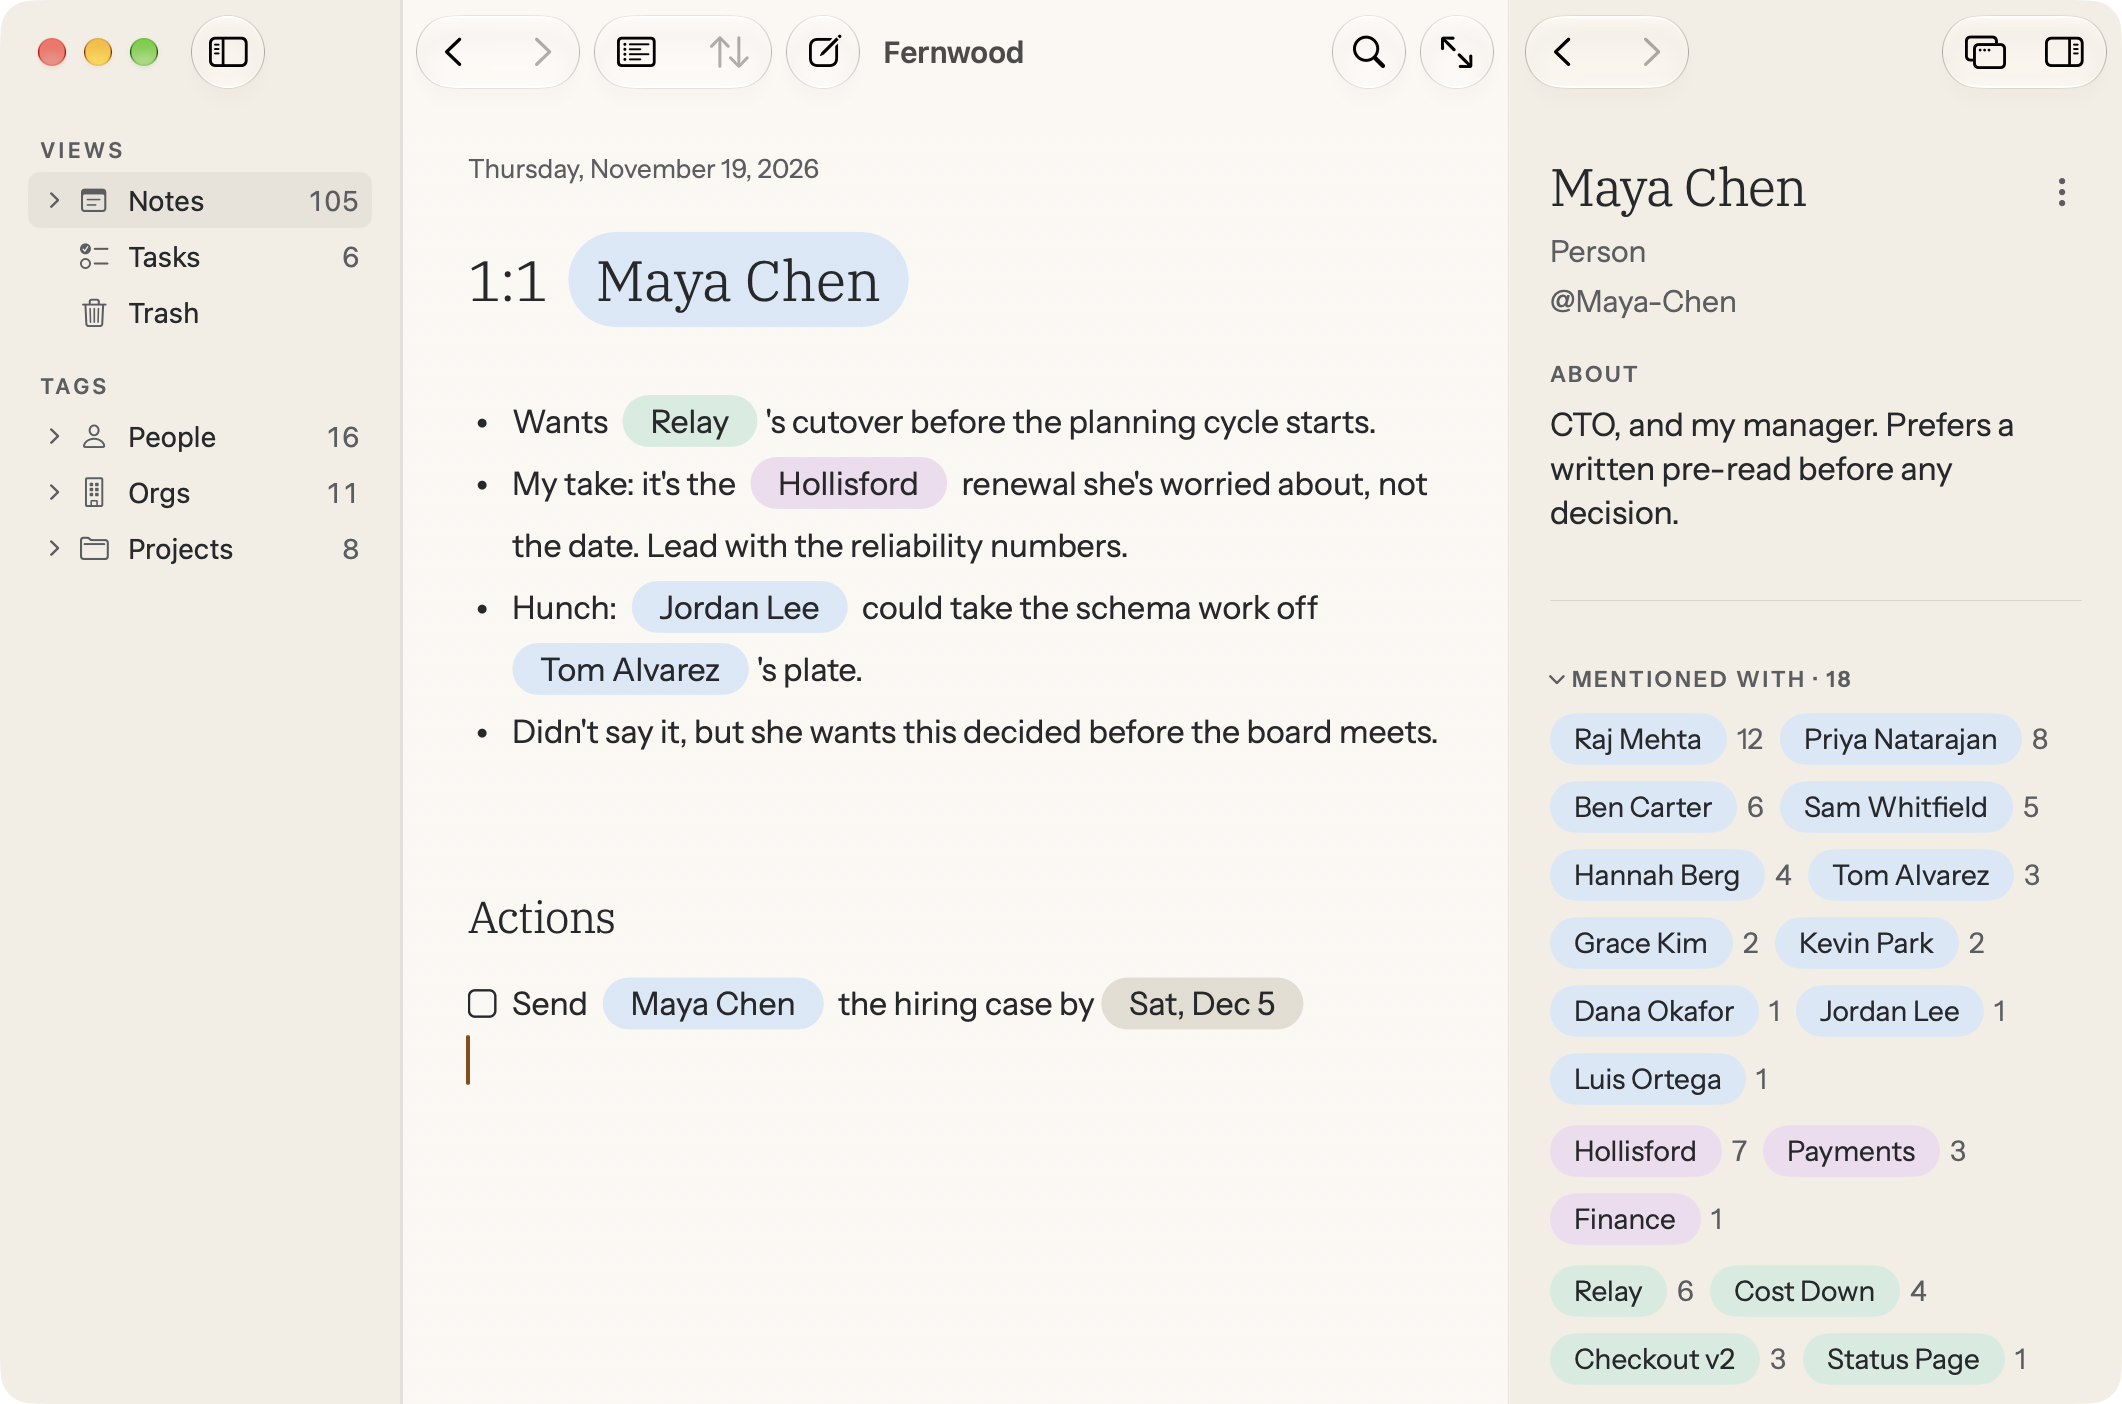 Fernwood
VIEWS
Notes 105
Tasks 6
Trash
TAGS
People 16
Orgs 11
Projects 8
Thursday, November 19, 2026
1:1 Maya Chen
• Wants Relay 's cutover before the planning cycle starts.
• My take: it's the Hollisford renewal she's worried about, not
the date. Lead with the reliability numbers.
• Hunch: Jordan Lee could take the schema work off
Tom Alvarez 's plate.
• Didn't say it, but she wants this decided before the board meets.
Actions
Send Maya Chen the hiring case by Sat, Dec 5
Maya Chen
Person
@Maya-Chen
ABOUT
CTO, and my manager. Prefers a
written pre-read before any
decision.
MENTIONED WITH · 18
Raj Mehta 12 Priya Natarajan 8
Ben Carter 6 Sam Whitfield 5
Hannah Berg 4 Tom Alvarez 3
Grace Kim 2 Kevin Park 2
Dana Okafor 1 Jordan Lee 1
Luis Ortega 1
Hollisford 7 Payments 3
Finance 1
Relay 6 Cost Down 4
Checkout v2 3 Status Page 1